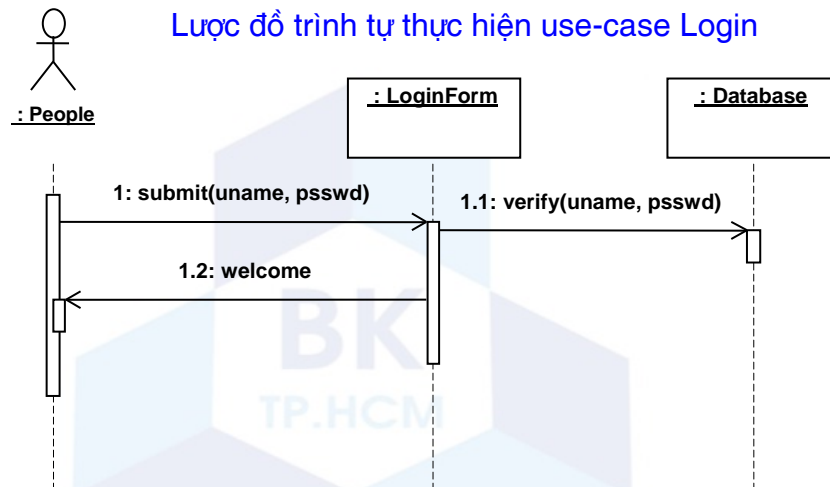 Lược đồ trình tự thực hiện use-case Login
: People
: LoginForm
: Database
1: submit(uname, psswd)
1.1: verify(uname, psswd)
1.2: welcome
BK
TP.HCM